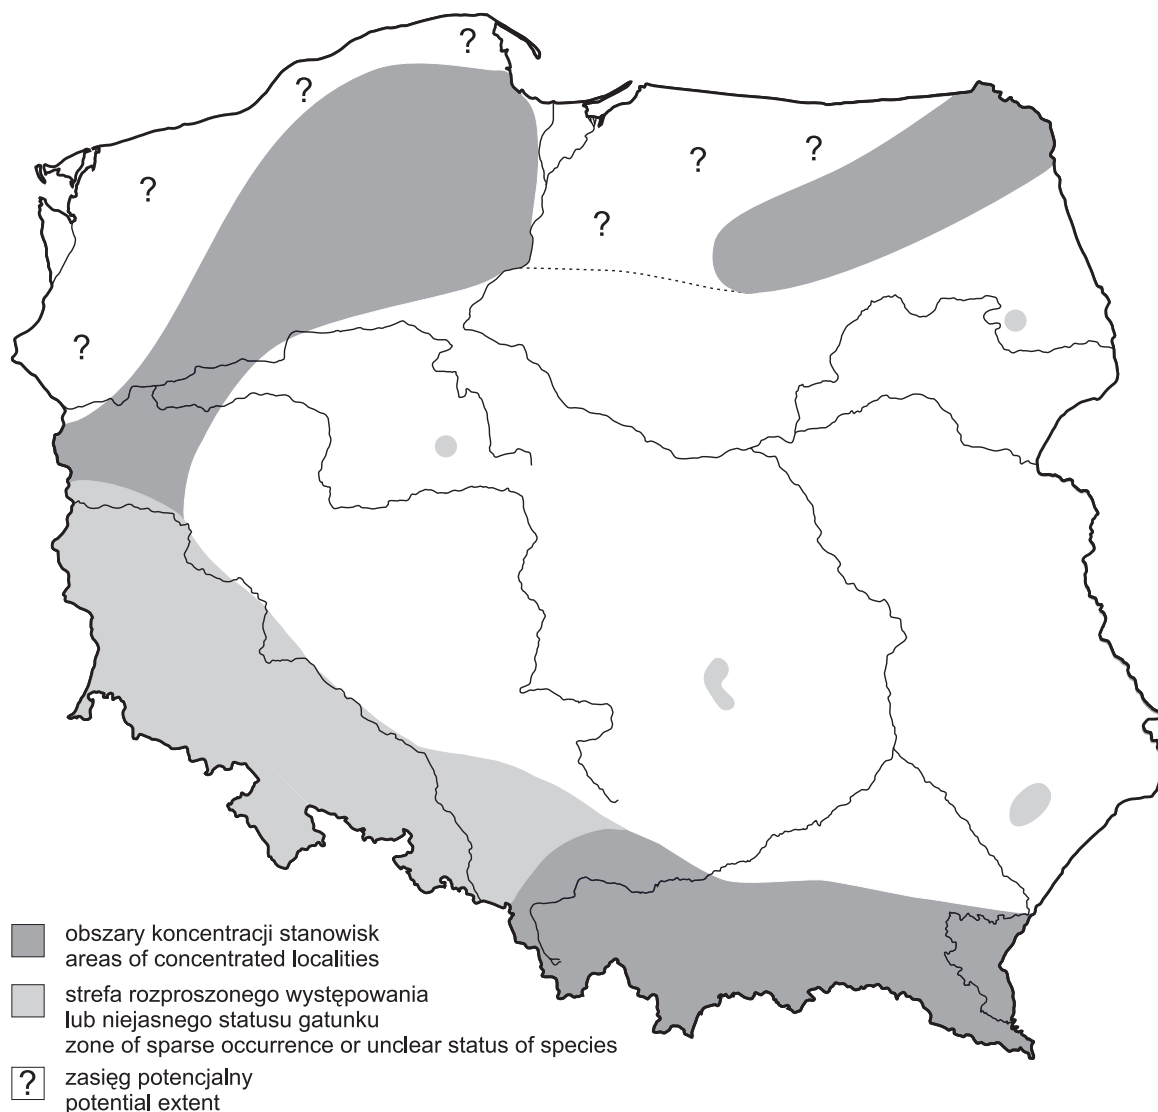 ?
?
?
?
?
?
?
?
obszary koncentracji stanowisk
areas of concentrated localities
strefa rozproszonego występowania
lub niejasnego statusu gatunku
zone of sparse occurrence or unclear status of species
? zasięg potencjalny
potential extent